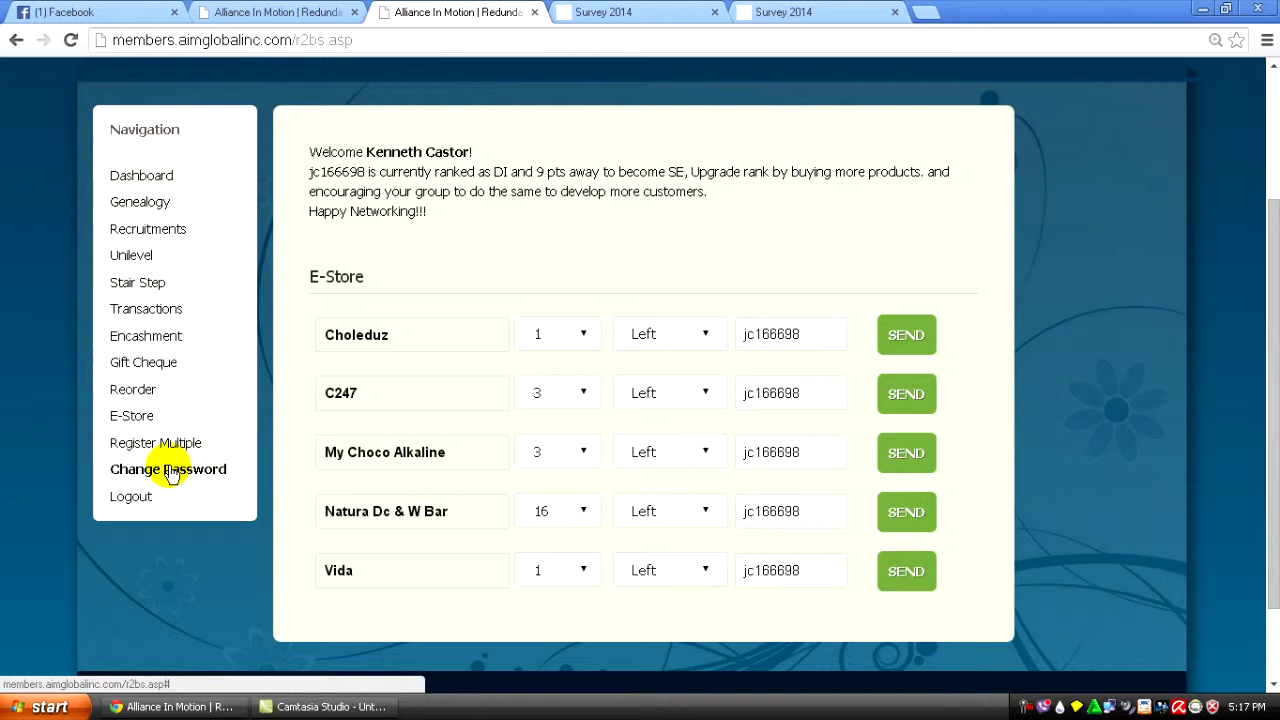 (1) Facebook
Alliance In Motion | Redunda
Alliance In Motion | Redunda
Survey 2014
Survey 2014
members.aimglobalinc.com/r2bs.asp
Navigation
Dashboard
Genealogy
Recruitments
Unilevel
Stair Step
Transactions
Encashment
Gift Cheque
Reorder
E-Store
Register Multiple
Change Password
Logout
Welcome Kenneth Castor!
jc166698 is currently ranked as DI and 9 pts away to become SE, Upgrade rank by buying more products. and
encouraging your group to do the same to develop more customers.
Happy Networking!!!
E-Store
Choleduz 1 Left jc166698 SEND
C247 3 Left jc166698 SEND
My Choco Alkaline 3 Left jc166698 SEND
Natura Dc & W Bar 16 Left jc166698 SEND
Vida 1 Left jc166698 SEND
members.aimglobalinc.com/r2bs.asp#
start
Alliance In Motion | R...
Camtasia Studio - Unt...
5:17 PM